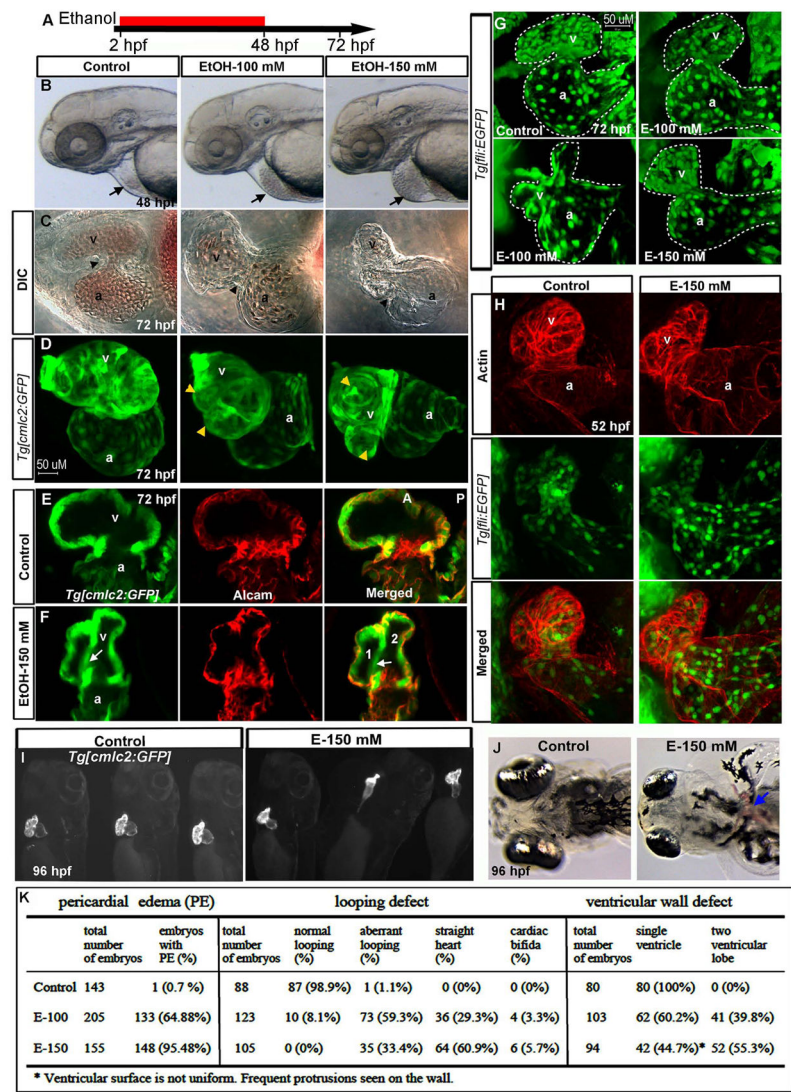 A Ethanol
2 hpf 48 hpf 72 hpf
Control EtOH-100 mM EtOH-150 mM
B
48 hpf
DIC
C
v v v
a a a
72 hpf
Tg[cmlc2:GFP]
D
v v v
a a a
50 uM
72 hpf
Control
E 72 hpf A P
v
a
Tg[cmlc2:GFP] Alcam Merged
EtOH-150 mM
F
v 1 2
a
Tg[fli:EGFP]
G 50 uM
v v
a a
Control 72 hpf E-100 mM
v v
a a
E-100 mM E-150 mM
Control E-150 mM
H
Actin
v v
a a
52 hpf
Tg[fli:EGFP]
Merged
Control E-150 mM
I Tg[cmlc2:GFP]
96 hpf
J Control E-150 mM
96 hpf
K
pericardial edema (PE) looping defect ventricular wall defect
total number of embryos embryos with PE (%) total number of embryos normal looping (%) aberrant looping (%) straight heart (%) cardiac bifida (%) total number of embryos single ventricle two ventricular lobe
Control 143 1 (0.7 %) 88 87 (98.9%) 1 (1.1%) 0 (0%) 0 (0%) 80 80 (100%) 0 (0%)
E-100 205 133 (64.88%) 123 10 (8.1%) 73 (59.3%) 36 (29.3%) 4 (3.3%) 103 62 (60.2%) 41 (39.8%)
E-150 155 148 (95.48%) 105 0 (0%) 35 (33.4%) 64 (60.9%) 6 (5.7%) 94 42 (44.7%)* 52 (55.3%)
* Ventricular surface is not uniform. Frequent protrusions seen on the wall.